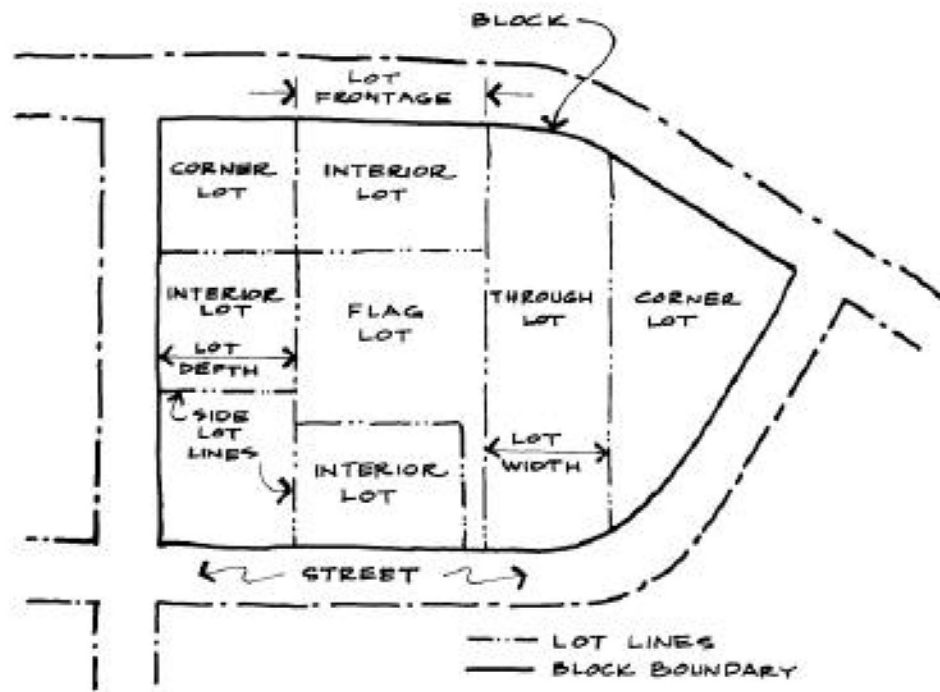 BLOCK
LOT
FRONTAGE
CORNER
LOT
INTERIOR
LOT
INTERIOR
LOT
FLAG
LOT
THROUGH
LOT
CORNER
LOT
LOT
DEPTH
SIDE
LOT
LINES
INTERIOR
LOT
LOT
WIDTH
STREET
LOT LINES
BLOCK BOUNDARY